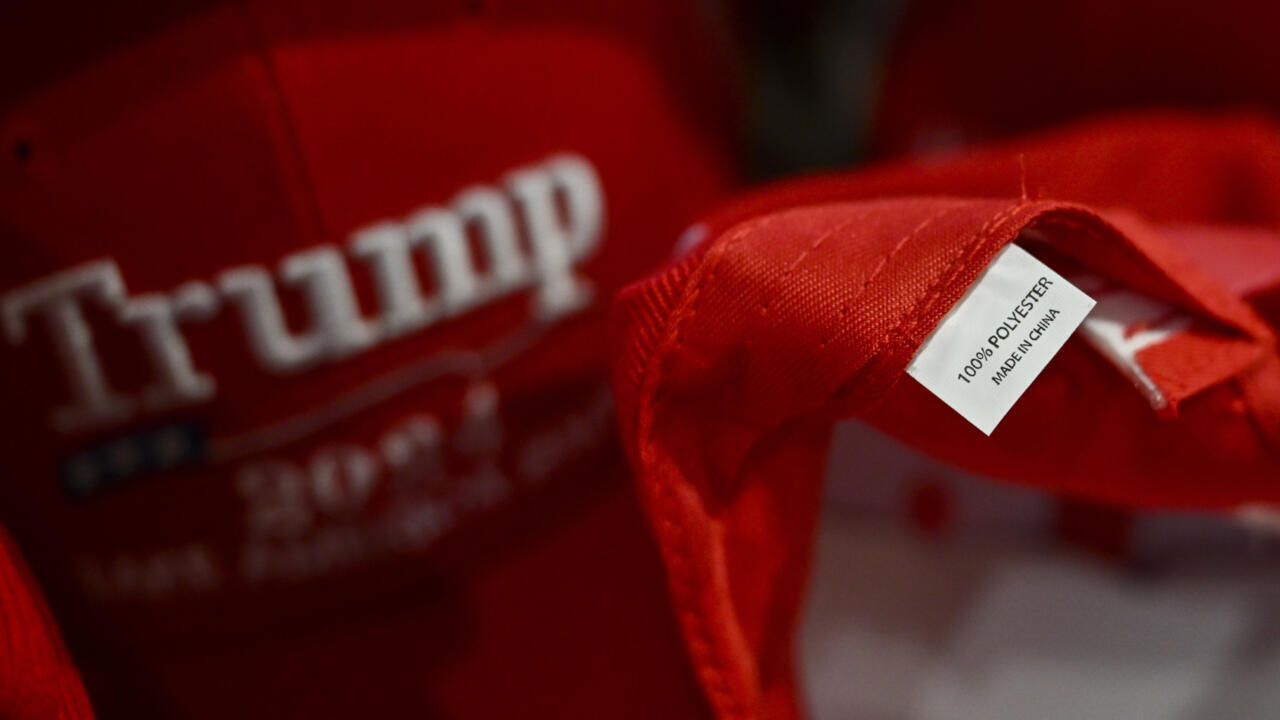 Trump
2024
100% POLYESTER
MADE IN CHINA